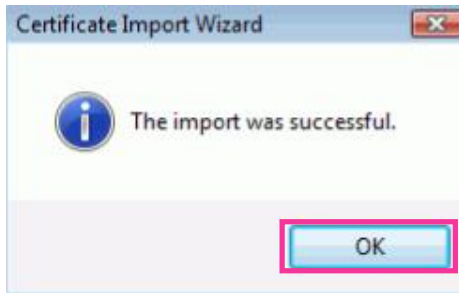 Certificate Import Wizard
The import was successful.
OK